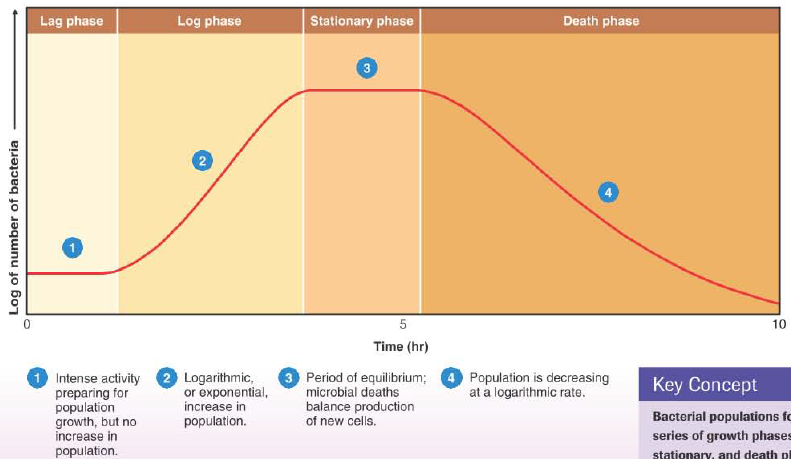 Lag phase
Log phase
Stationary phase
Death phase
Log of number of bacteria
1
2
3
4
0
5
10
Time (hr)
1 Intense activity
preparing for
population
growth, but no
increase in
population.
2 Logarithmic,
or exponential,
increase in
population.
3 Period of equilibrium;
microbial deaths
balance production
of new cells.
4 Population is decreasing
at a logarithmic rate.
Key Concept
Bacterial populations
series of growth phases
stationary, and death